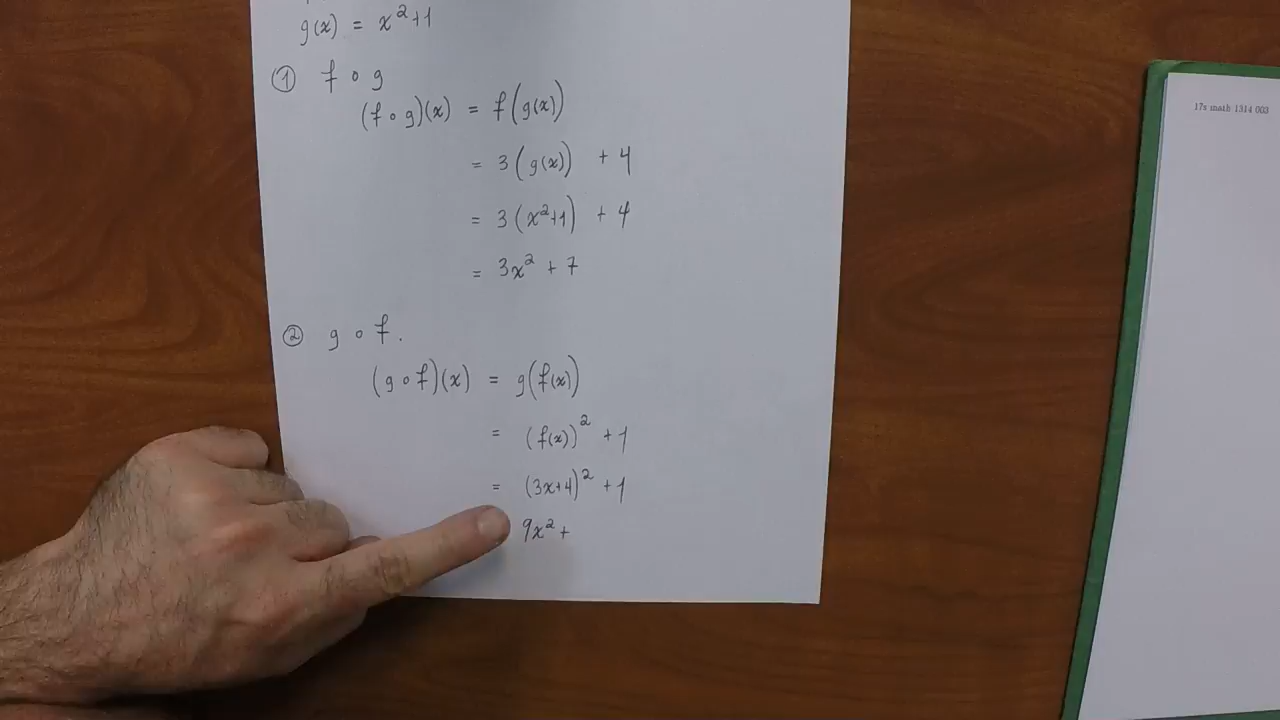 g(x) = x²+1
① f ∘ g
(f ∘ g)(x) = f(g(x))
= 3(g(x)) + 4
= 3(x²+1) + 4
= 3x² + 7
② g ∘ f.
(g ∘ f)(x) = g(f(x))
= (f(x))² + 1
= (3x+4)² + 1
9x² +
17s math 1314 003